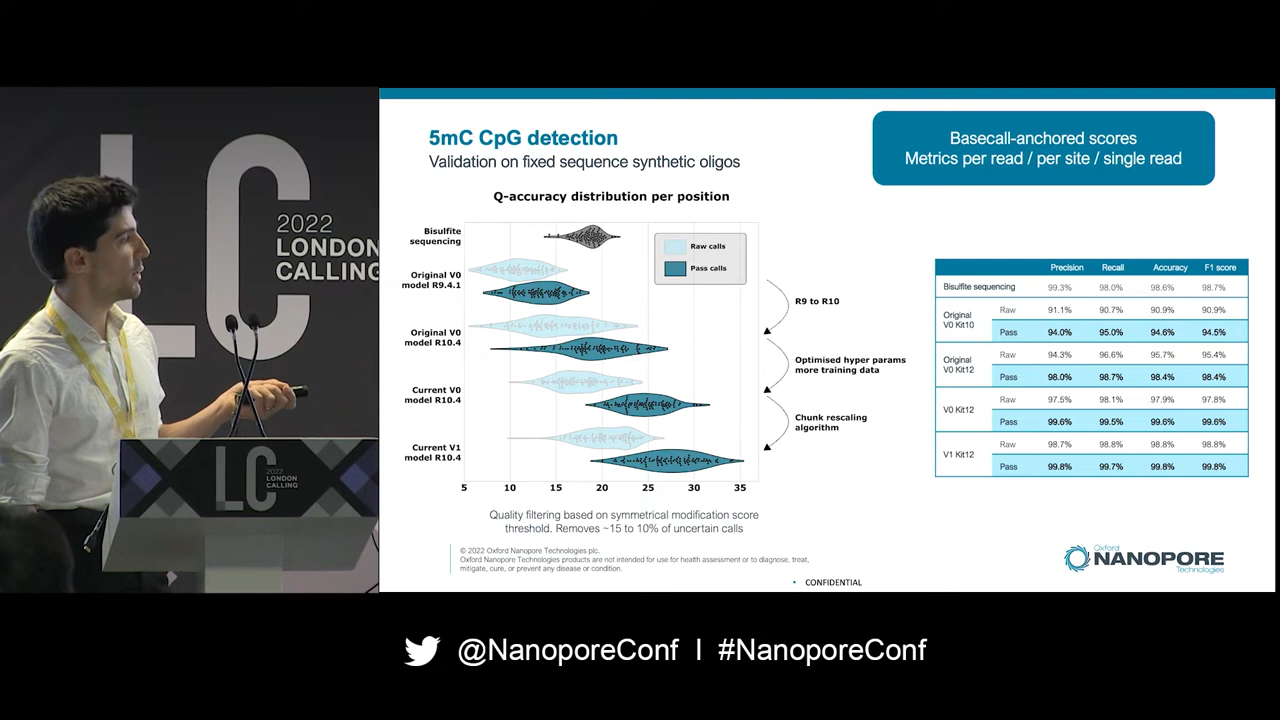 LC
2022
LONDON
CALLING
LC
2022
LONDON
CALLING
5mC CpG detection
Validation on fixed sequence synthetic oligos
Basecall-anchored scores
Metrics per read / per site / single read
Q-accuracy distribution per position
Bisulfite
sequencing
Original V0
model R9.4.1
Original V0
model R10.4
Current V0
model R10.4
Current V1
model R10.4
Raw calls
Pass calls
R9 to R10
Optimised hyper params
more training data
Chunk rescaling
algorithm
5 10 15 20 25 30 35
Quality filtering based on symmetrical modification score
threshold. Removes ~15 to 10% of uncertain calls
Precision Recall Accuracy F1 score
Bisulfite sequencing 99.3% 98.0% 98.6% 98.7%
Original
V0 Kit10
Raw 91.1% 90.7% 90.9% 90.9%
Pass 94.0% 95.0% 94.6% 94.5%
Original
V0 Kit12
Raw 94.3% 96.6% 95.7% 95.4%
Pass 98.0% 98.7% 98.4% 98.4%
V0 Kit12
Raw 97.5% 98.1% 97.9% 97.8%
Pass 99.6% 99.5% 99.6% 99.6%
V1 Kit12
Raw 98.7% 98.8% 98.8% 98.8%
Pass 99.8% 99.7% 99.8% 99.8%
© 2022 Oxford Nanopore Technologies plc.
Oxford Nanopore Technologies products are not intended for use for health assessment or to diagnose, treat,
mitigate, cure, or prevent any disease or condition.
• CONFIDENTIAL
Oxford
NANOPORE
Technologies
@NanoporeConf I #NanoporeConf